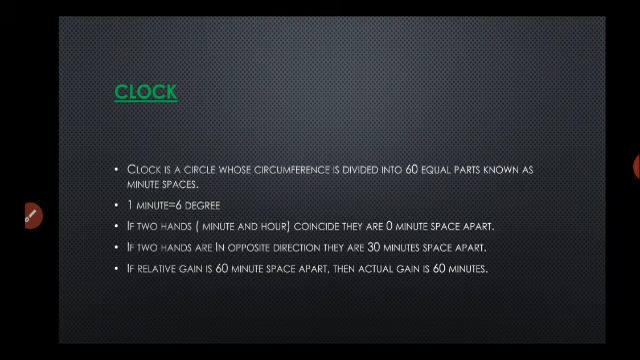 CLOCK
• CLOCK IS A CIRCLE WHOSE CIRCUMFERENCE IS DIVIDED INTO 60 EQUAL PARTS KNOWN AS
MINUTE SPACES.
• 1 MINUTE=6 DEGREE
• IF TWO HANDS ( MINUTE AND HOUR) COINCIDE THEY ARE 0 MINUTE SPACE APART.
• IF TWO HANDS ARE IN OPPOSITE DIRECTION THEY ARE 30 MINUTES SPACE APART.
• IF RELATIVE GAIN IS 60 MINUTE SPACE APART, THEN ACTUAL GAIN IS 60 MINUTES.